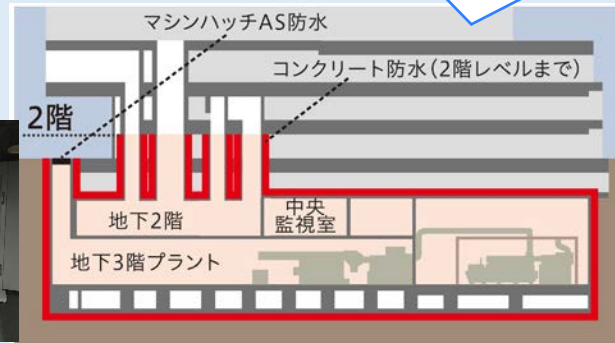 マシンハッチAS防水
コンクリート防水(2階レベルまで)
2階
中央
監視室
地下2階
地下3階プラント